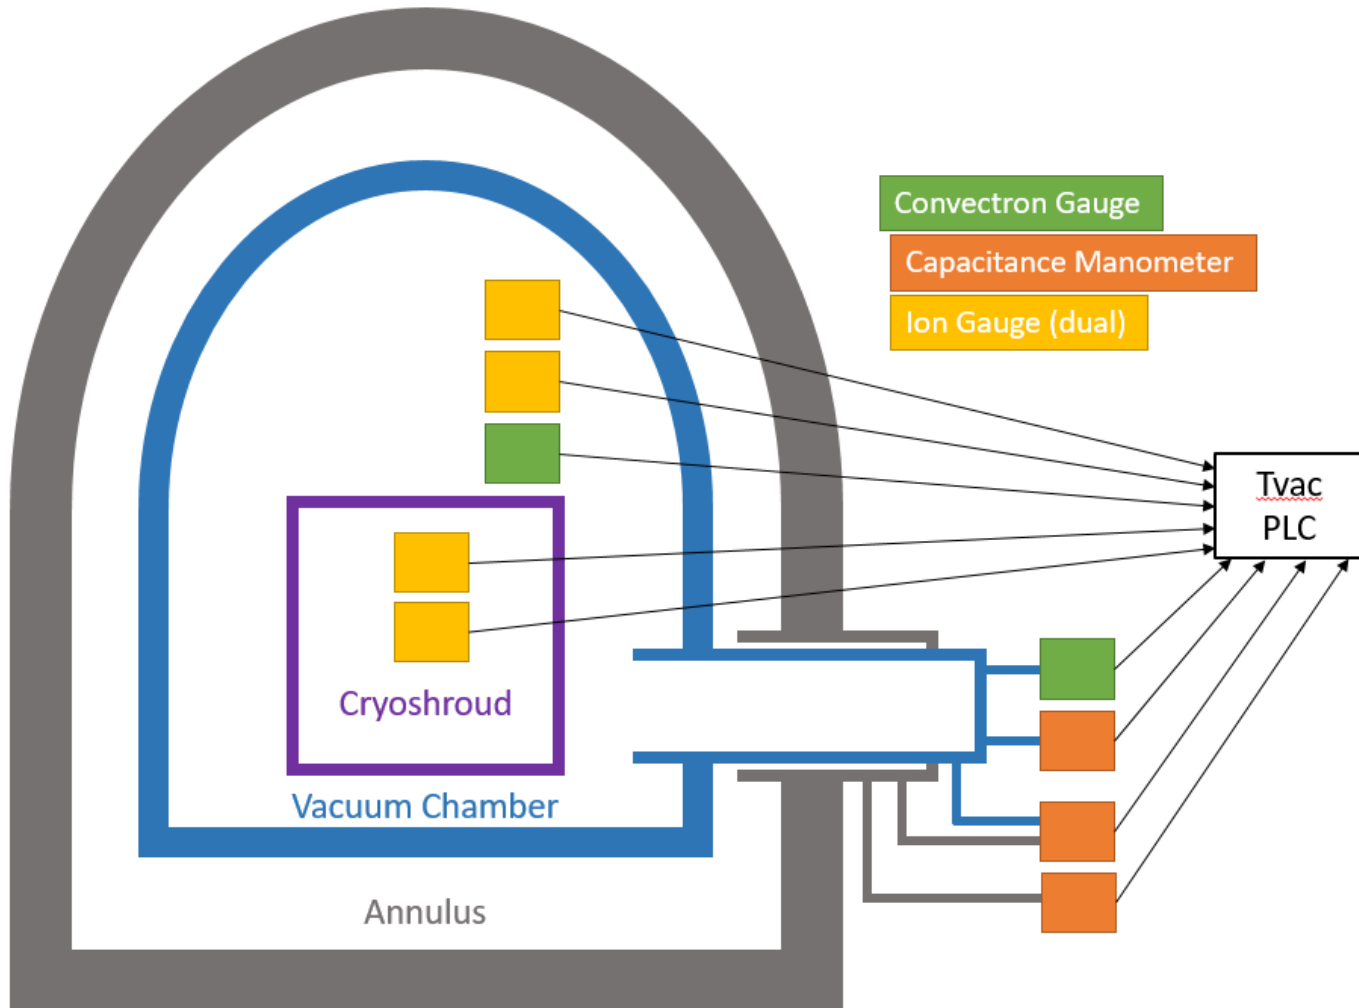 Convectron Gauge
Capacitance Manometer
Ion Gauge (dual)
Tvac
PLC
Cryoshroud
Vacuum Chamber
Annulus